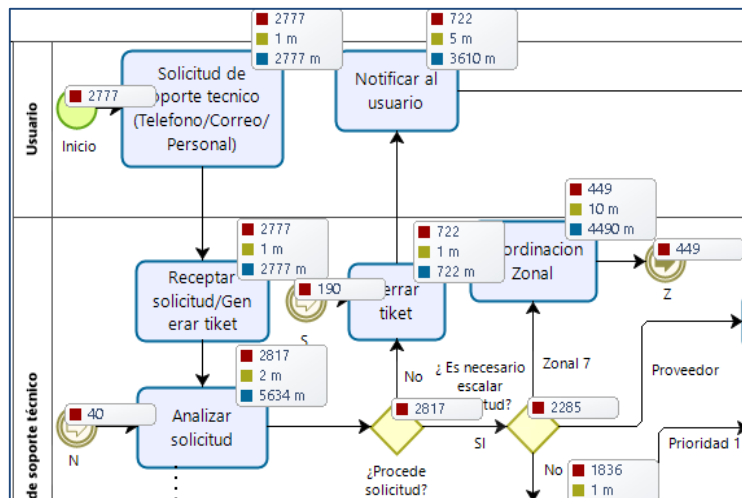 2777
1 m
2777 m
722
5 m
3610 m
Usuario
2777
Inicio
Solicitud de
soporte tecnico
(Telefono/Correo/
Personal)
Notificar al
usuario
2777
1 m
2777 m
722
1 m
722 m
449
10 m
4490 m
449
Z
Receptar
solicitud/Gen
erar tiket
190
S
errar
tiket
ordinacion
Zonal
2817
2 m
5634 m
40
N
Analizar
solicitud
No
2817
¿Procede
solicitud?
SI
¿ Es necesario
escalar
tud?
2285
Zonal 7
Proveedor
No
Prioridad 1
1836
1 m
de soporte técnico